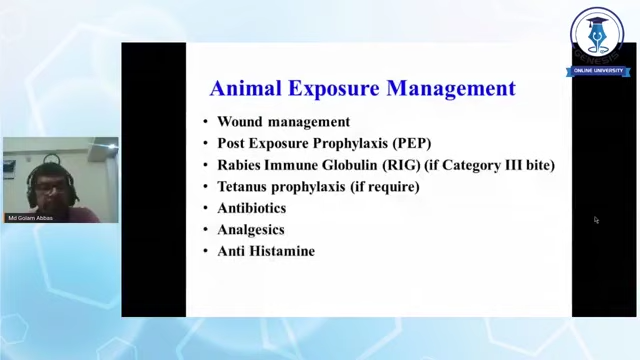 GENESIS
ONLINE UNIVERSITY
Animal Exposure Management
• Wound management
• Post Exposure Prophylaxis (PEP)
• Rabies Immune Globulin (RIG) (if Category III bite)
• Tetanus prophylaxis (if require)
• Antibiotics
• Analgesics
• Anti Histamine
Md Golam Abbas